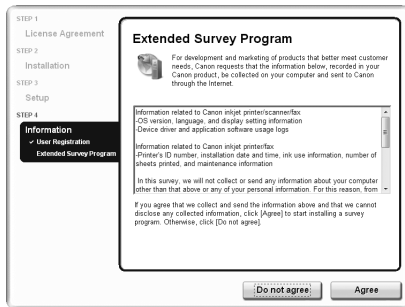 STEP 1
License Agreement
STEP 2
Installation
STEP 3
Setup
STEP 4
Information
User Registration
Extended Survey Program
Extended Survey Program
For development and marketing of products that better meet customer
needs, Canon requests that the information below, recorded in your
Canon product, be collected on your computer and sent to Canon
through the Internet.
Information related to Canon inkjet printer/scanner/fax
-OS version, language, and display setting information
-Device driver and application software usage logs
Information related to Canon inkjet printer/fax
-Printer's ID number, installation date and time, ink use information, number of
sheets printed, and maintenance information
In this survey, we will not collect or send any information about your computer
other than that above or any of your personal information. For this reason, from
If you agree that we collect and send the information above and that we cannot
disclose any collected information, click [Agree] to start installing a survey
program. Otherwise, click [Do not agree].
Do not agree
Agree